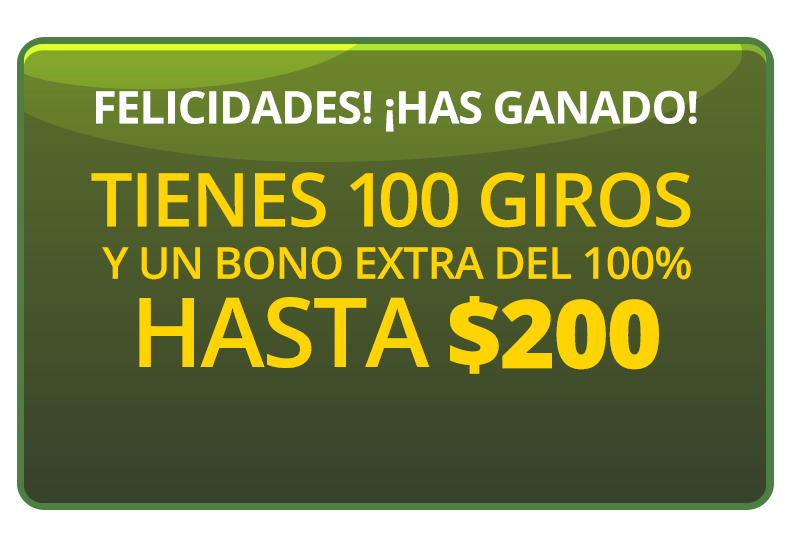 FELICIDADES! ¡HAS GANADO!
TIENES 100 GIROS
Y UN BONO EXTRA DEL 100%
HASTA $200